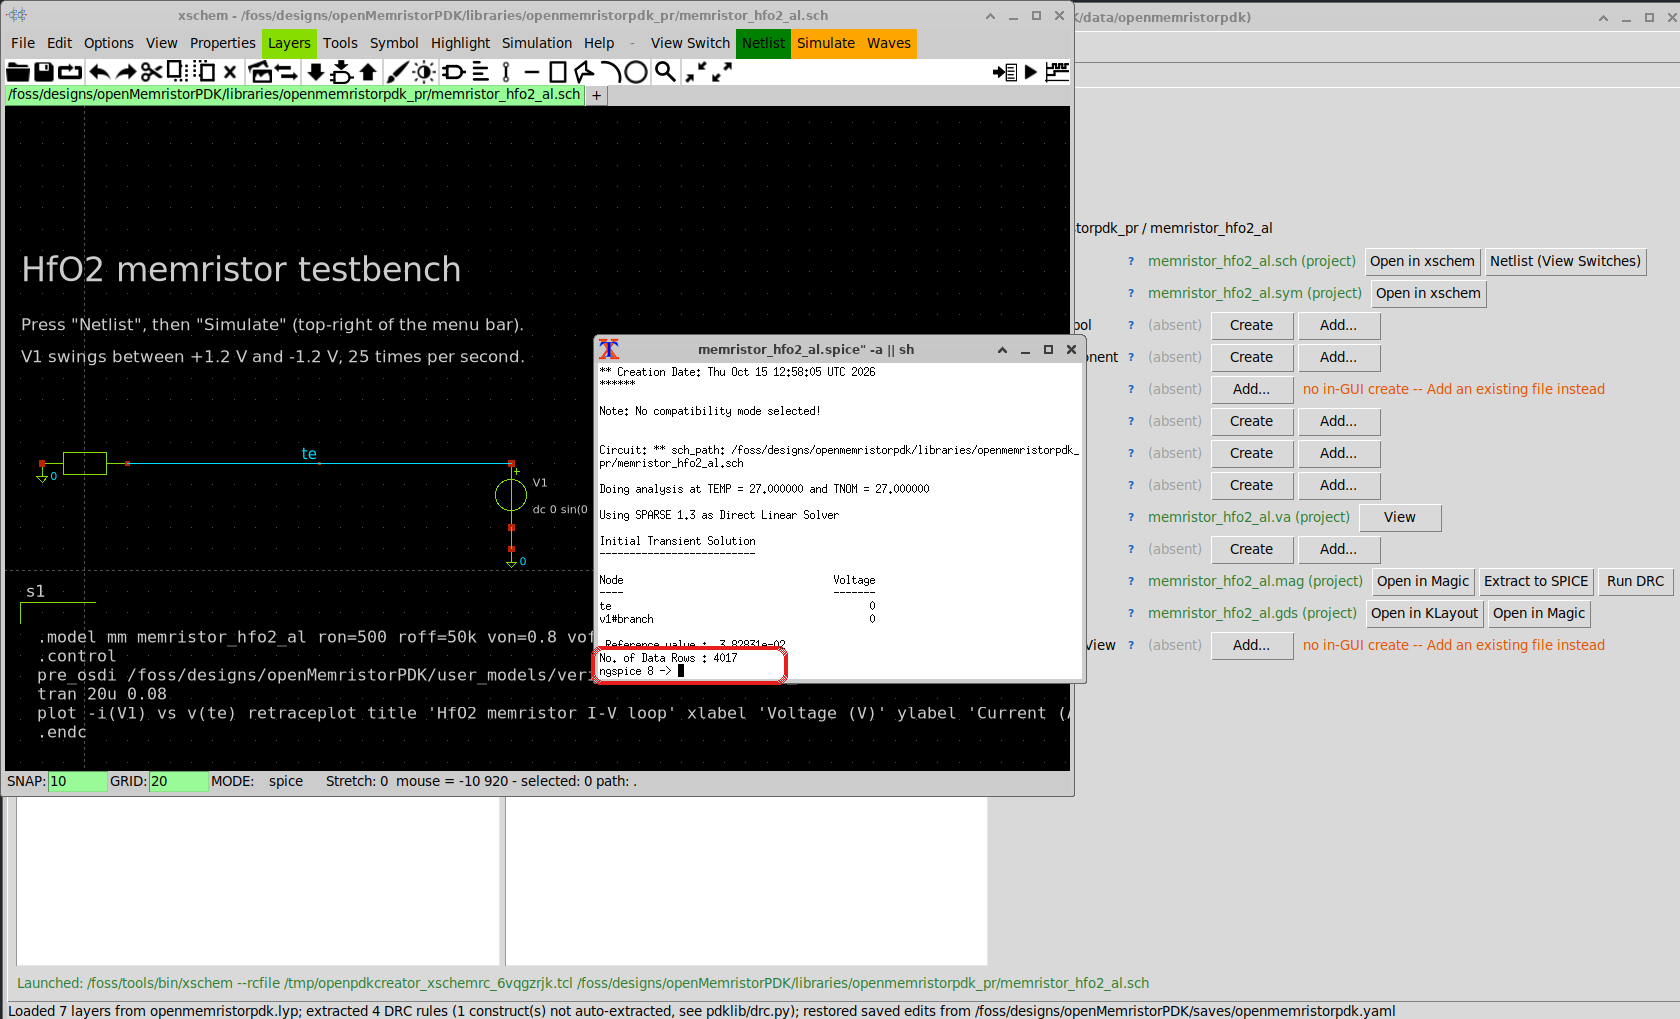 xschem - /foss/designs/openMemristorPDK/libraries/openmemristorpdk_pr/memristor_hfo2_al.sch
/data/openmemristorpdk)
File Edit Options View Properties Layers Tools Symbol Highlight Simulation Help - View Switch Netlist Simulate Waves
/foss/designs/openMemristorPDK/libraries/openmemristorpdk_pr/memristor_hfo2_al.sch +
HfO2 memristor testbench
Press "Netlist", then "Simulate" (top-right of the menu bar).
V1 swings between +1.2 V and -1.2 V, 25 times per second.
te
0
+
V1
dc 0 sin(0
0
s1
.model mm memristor_hfo2_al ron=500 roff=50k von=0.8
.control
pre_osdi /foss/designs/openMemristorPDK/user_models/
tran 20u 0.08
plot -i(V1) vs v(te) retraceplot title 'HfO2 memristor I-V loop' xlabel 'Voltage (V)' ylabel 'Current (
.endc
SNAP: 10 GRID: 20 MODE: spice Stretch: 0 mouse = -10 920 - selected: 0 path: .
memristor_hfo2_al.spice" -a || sh
** Creation Date: Thu Oct 15 12:58:05 UTC 2026
******
Note: No compatibility mode selected!
Circuit: ** sch_path: /foss/designs/openmemristorpdk/libraries/openmemristorpdk_
pr/memristor_hfo2_al.sch
Doing analysis at TEMP = 27.000000 and TNOM = 27.000000
Using SPARSE 1.3 as Direct Linear Solver
Initial Transient Solution
--------------------------
Node Voltage
---- -------
te 0
v1#branch 0
Reference value : 3.82831e-02
No. of Data Rows : 4017
ngspice 8 ->
torpdk_pr / memristor_hfo2_al
? memristor_hfo2_al.sch (project) Open in xschem Netlist (View Switches)
? memristor_hfo2_al.sym (project) Open in xschem
bol ? (absent) Create Add...
onent ? (absent) Create Add...
? (absent) Add... no in-GUI create -- Add an existing file instead
? (absent) Create Add...
? (absent) Create Add...
? (absent) Create Add...
? memristor_hfo2_al.va (project) View
? (absent) Create Add...
? memristor_hfo2_al.mag (project) Open in Magic Extract to SPICE Run DRC
? memristor_hfo2_al.gds (project) Open in KLayout Open in Magic
View ? (absent) Add... no in-GUI create -- Add an existing file instead
Launched: /foss/tools/bin/xschem --rcfile /tmp/openpdkcreator_xschemrc_6vqgzrjk.tcl /foss/designs/openMemristorPDK/libraries/openmemristorpdk_pr/memristor_hfo2_al.sch
Loaded 7 layers from openmemristorpdk.lyp; extracted 4 DRC rules (1 construct(s) not auto-extracted, see pdklib/drc.py); restored saved edits from /foss/designs/openMemristorPDK/saves/openmemristorpdk.yaml